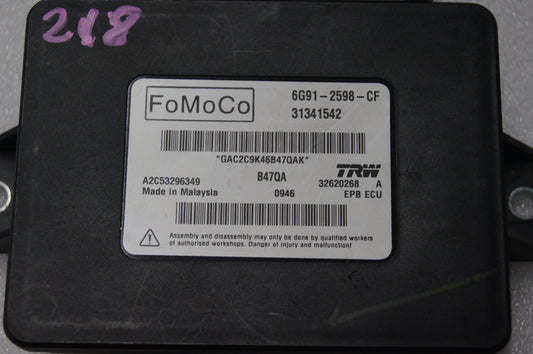 218
FoMoCo
6G91-2598-CF
31341542
*GAC2C9K46B47QAK*
A2C53296349
B47QA
TRW
Made in Malaysia
0946
32620268 A
EPB ECU
Assembly and disassembly may only be done by qualified workers
of authorised workshops. Danger of injury and malfunction!